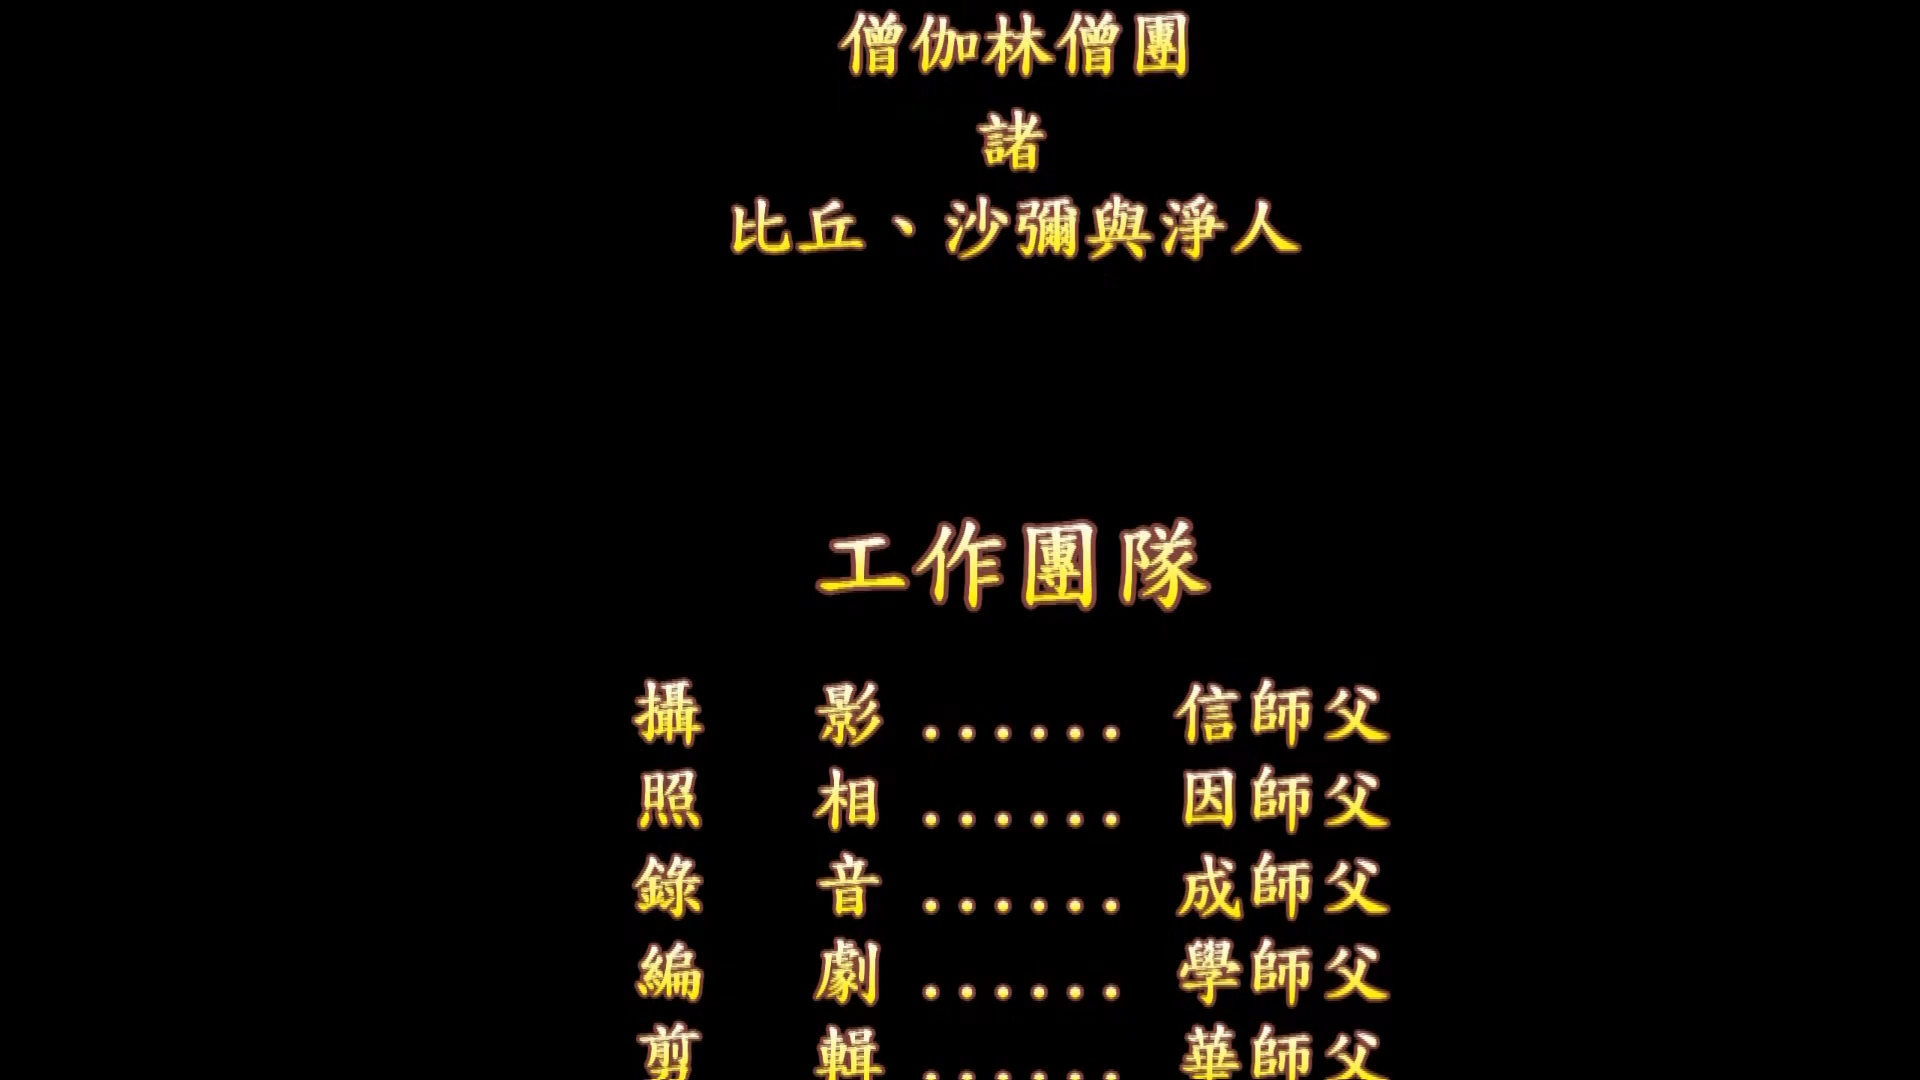 僧伽林僧團
諸
比丘、沙彌與淨人
工作團隊
攝 影 ...... 信師父
照 相 ...... 因師父
錄 音 ...... 成師父
編 劇 ...... 學師父
剪 輯 ...... 華師父